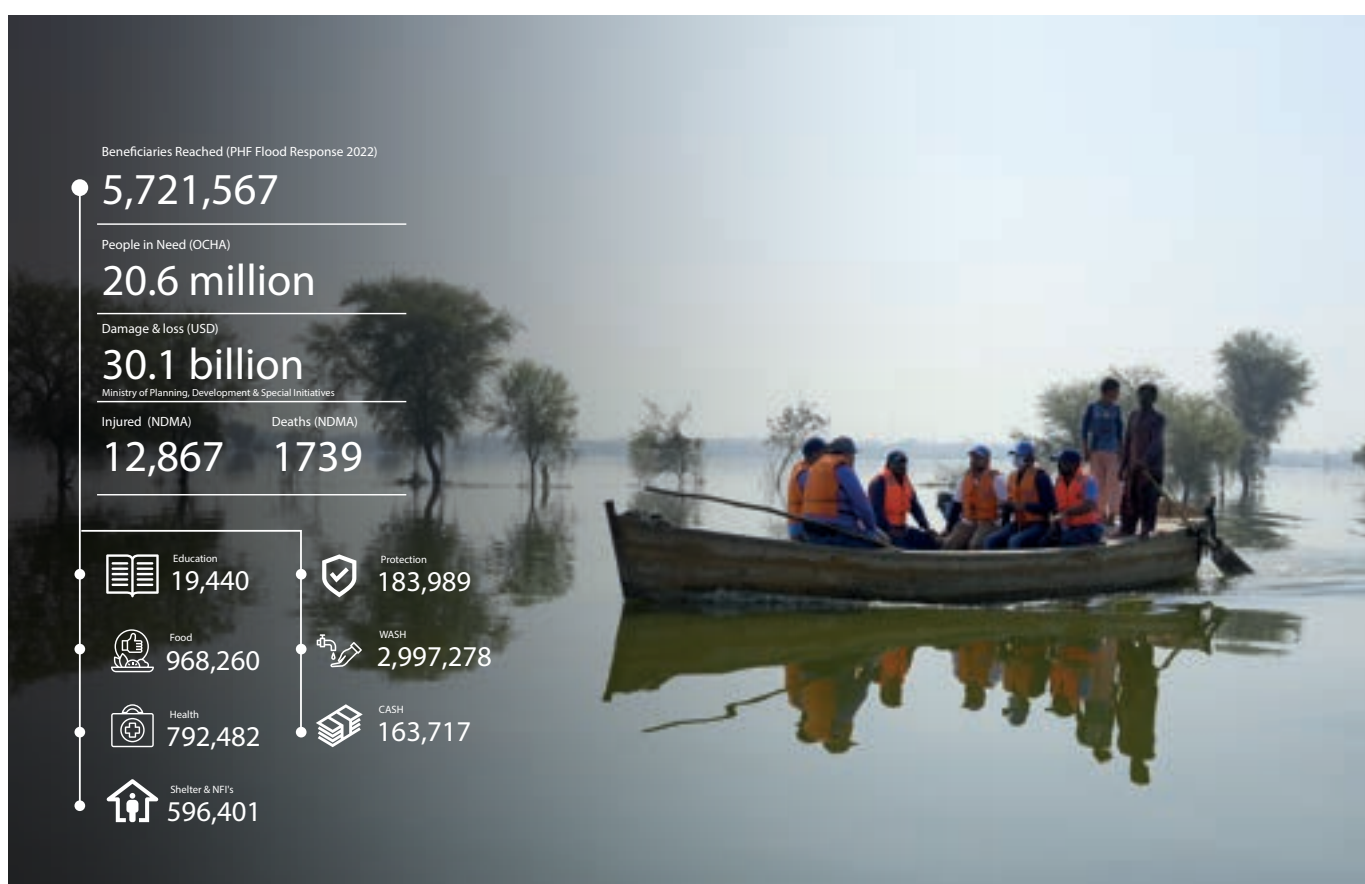 Beneficiaries Reached (PHF Flood Response 2022)
5,721,567
People in Need (OCHA)
20.6 million
Damage & loss (USD)
30.1 billion
Ministry of Planning, Development & Special Initiatives
Injured (NDMA)
12,867
Deaths (NDMA)
1739
Education
19,440
Food
968,260
Health
792,482
Shelter & NFI's
596,401
Protection
183,989
WASH
2,997,278
CASH
163,717